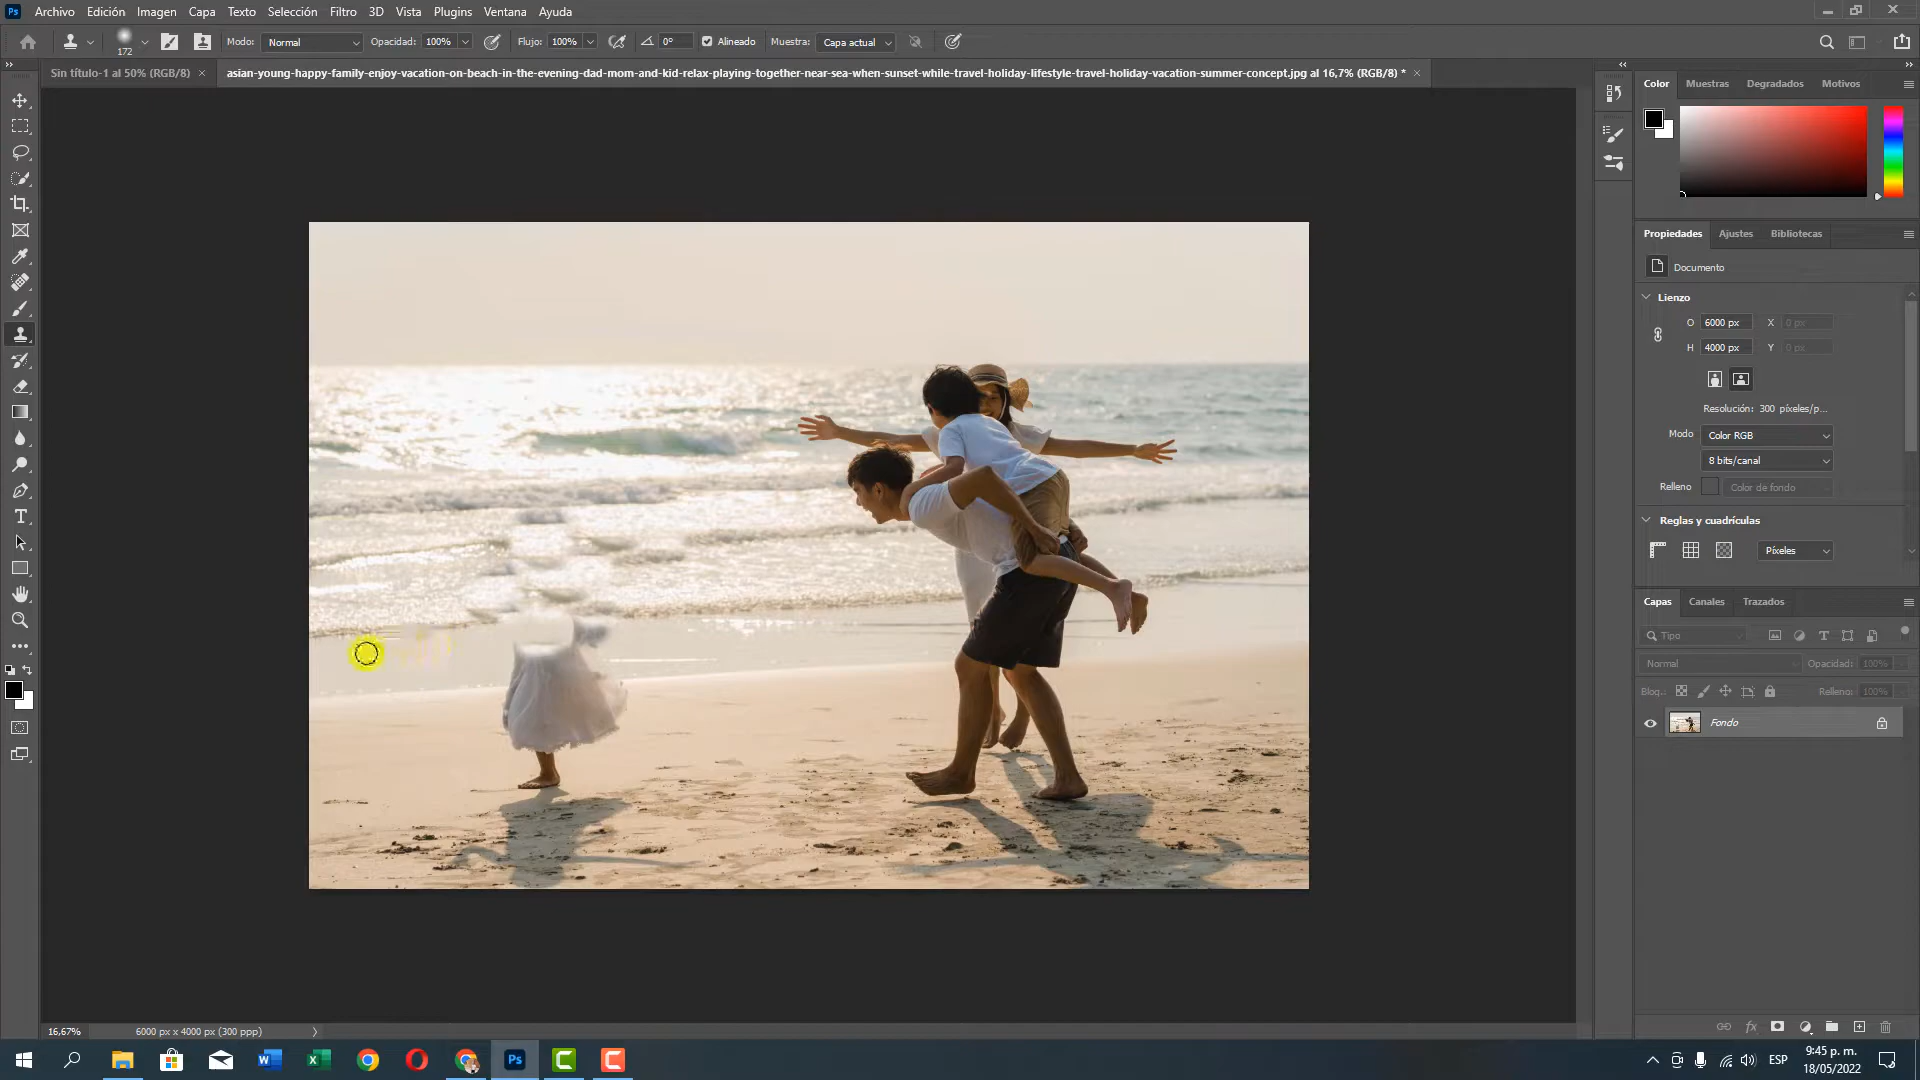 Ps Archivo Edición Imagen Capa Texto Selección Filtro 3D Vista Plugins Ventana Ayuda
172 Modo: Normal Opacidad: 100% Flujo: 100% 0° Alineado Muestra: Capa actual
Sin título-1 al 50% (RGB/8) × asian-young-happy-family-enjoy-vacation-on-beach-in-the-evening-dad-mom-and-kid-relax-playing-together-near-sea-when-sunset-while-travel-holiday-lifestyle-travel-holiday-vacation-summer-concept.jpg al 16,7% (RGB/8) * ×
Color Muestras Degradados Motivos
Propiedades Ajustes Bibliotecas
Documento
Lienzo
O 6000 px X 0 px
H 4000 px Y 0 px
Resolución: 300 píxeles/p...
Modo Color RGB
8 bits/canal
Relleno Color de fondo
Reglas y cuadrículas
Píxeles
Capas Canales Trazados
Tipo
Normal Opacidad: 100%
Bloq.: Relleno: 100%
Fondo
fx
16,67% 6000 px x 4000 px (300 ppp)
Ps
ESP
9:45 p. m.
18/05/2022